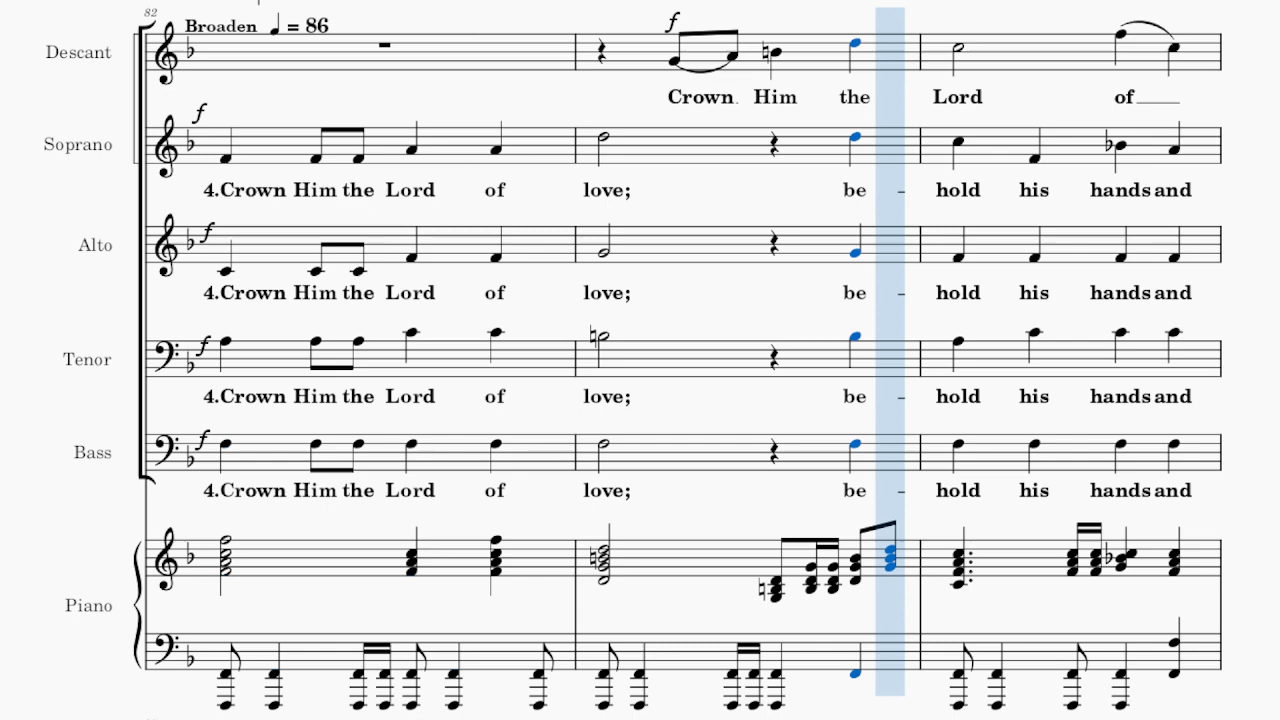 82
Broaden ♩ = 86
Descant
f
Crown Him the Lord of
Soprano
f
4.Crown Him the Lord of love; be - hold his hands and
Alto
f
4.Crown Him the Lord of love; be - hold his hands and
Tenor
f
4.Crown Him the Lord of love; be - hold his hands and
Bass
f
4.Crown Him the Lord of love; be - hold his hands and
Piano